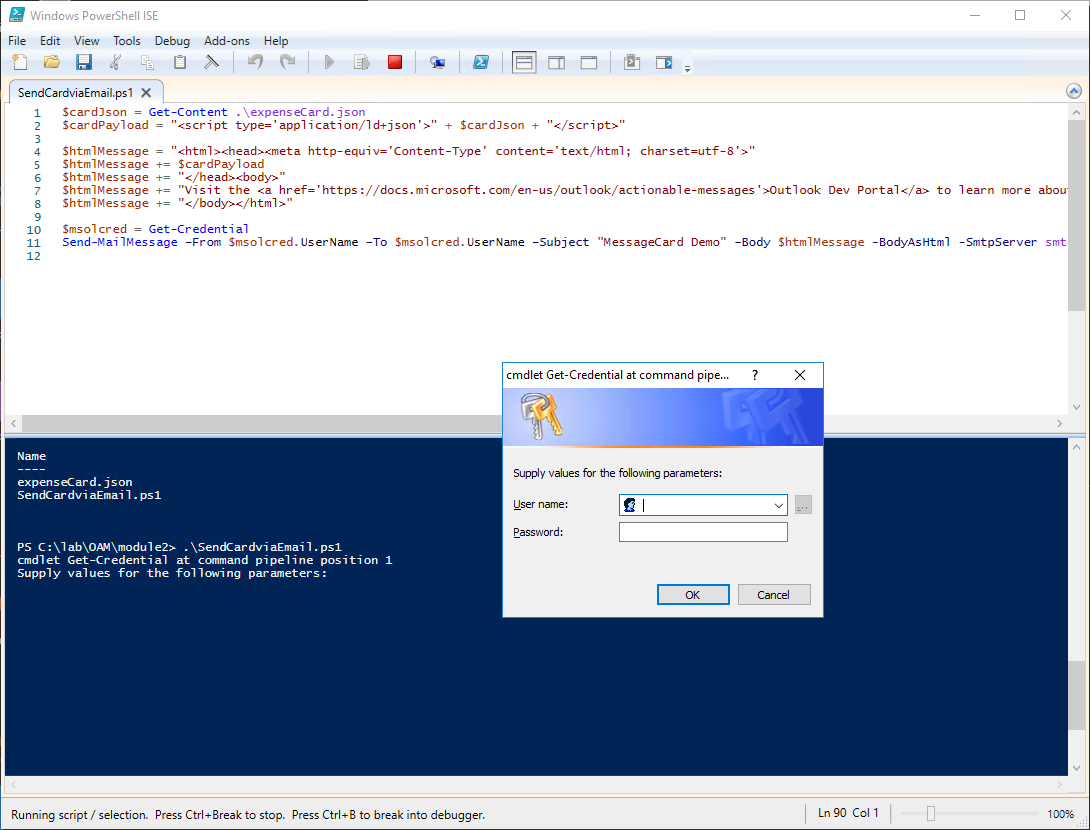 Windows PowerShell ISE
File Edit View Tools Debug Add-ons Help
SendCardviaEmail.ps1
1 $cardJson = Get-Content .\expenseCard.json
2 $cardPayload = "<script type='application/ld+json'>" + $cardJson + "</script>"
3
4 $htmlMessage = "<html><head><meta http-equiv='Content-Type' content='text/html; charset=utf-8'>"
5 $htmlMessage += $cardPayload
6 $htmlMessage += "</head><body>"
7 $htmlMessage += "Visit the <a href='https://docs.microsoft.com/en-us/outlook/actionable-messages'>Outlook Dev Portal</a> to learn more abou
8 $htmlMessage += "</body></html>"
9
10 $msolcred = Get-Credential
11 Send-MailMessage –From $msolcred.UserName –To $msolcred.UserName –Subject "MessageCard Demo" –Body $htmlMessage –BodyAsHtml –SmtpServer smt
12
cmdlet Get-Credential at command pipe... ?
Supply values for the following parameters:
User name:
...
Password:
OK Cancel
Name
----
expenseCard.json
SendCardviaEmail.ps1
PS C:\lab\OAM\module2> .\SendCardviaEmail.ps1
cmdlet Get-Credential at command pipeline position 1
Supply values for the following parameters:
Running script / selection. Press Ctrl+Break to stop. Press Ctrl+B to break into debugger.
Ln 90 Col 1
100%